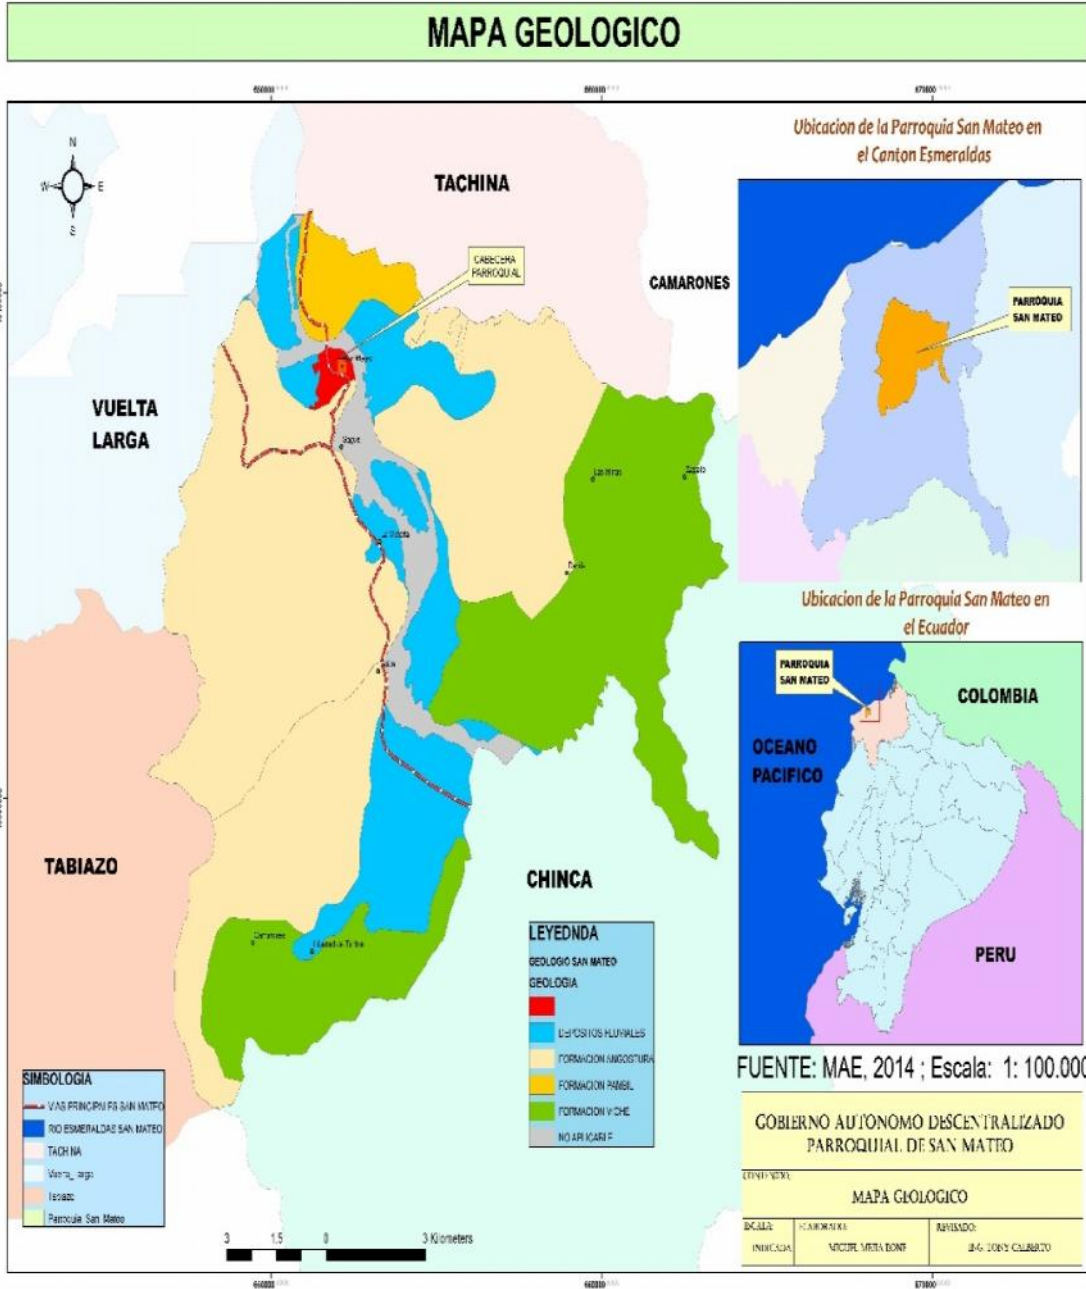 MAPA GEOLOGICO
N
W
E
S
TACHINA
CABECERA
PARROQUIAL
CAMARONES
VUELTA
LARGA
TABIAZO
CHINCA
Ubicacion de la Parroquia San Mateo en
el Canton Esmeraldas
PARROQUIA
SAN MATEO
Ubicacion de la Parroquia San Mateo en
el Ecuador
PARROQUIA
SAN MATEO
COLOMBIA
OCEANO
PACIFICO
PERU
LEYEDNDA
GEOLOGIO SAN MATEO
GEOLOGIA
DEPOSITOS FLUVIALES
FORMACION ANGOSTURA
FORMACION PAMBIL
FORMACION VICHE
NO APLICABLE
SIMBOLOGIA
VIAS PRINCIPALES SAN MATEO
RIO ESMERALDAS SAN MATEO
TACHINA
Tabiazo
Parroquia San Mateo
3 1,5 0 3 Kilometers
FUENTE: MAE, 2014 ; Escala: 1: 100.000
GOBIERNO AUTONOMO DESCENTRALIZADO
PARROQUIAL DE SAN MATEO
CONTENIDO:
MAPA GEOLOGICO
ESCALA:
INDICADA
ELABORADO:
REVISADO: